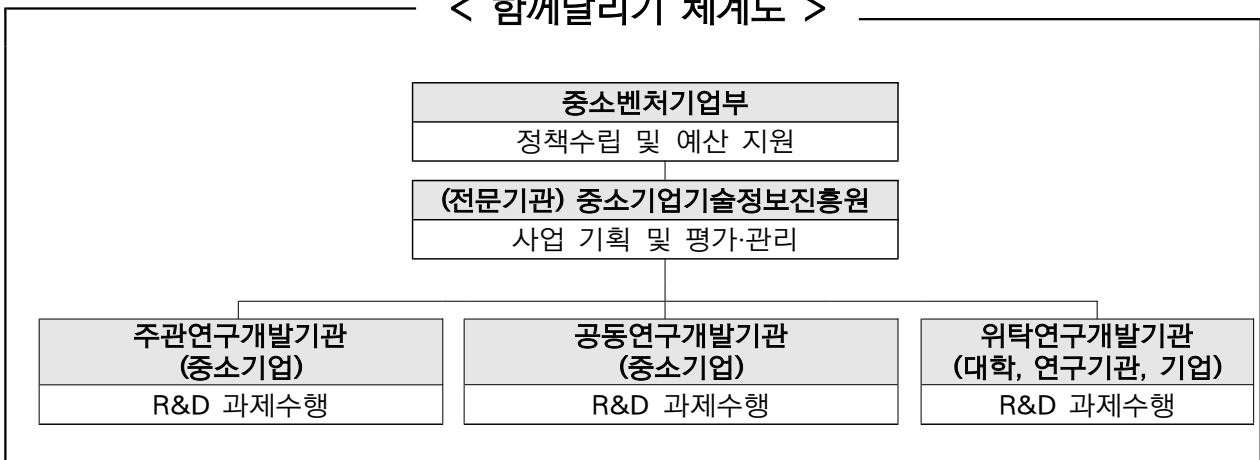 < 함께달리기 체계도 >
중소벤처기업부
정책수립 및 예산 지원
(전문기관) 중소기업기술정보진흥원
사업 기획 및 평가·관리
주관연구개발기관
(중소기업)
R&D 과제수행
공동연구개발기관
(중소기업)
R&D 과제수행
위탁연구개발기관
(대학, 연구기관, 기업)
R&D 과제수행